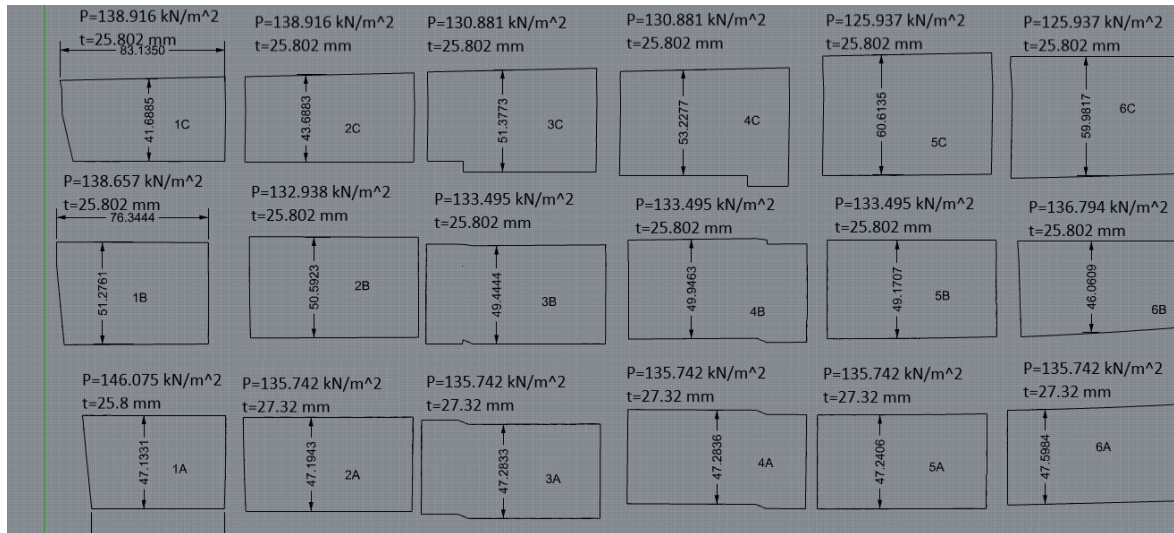 P=138.916 kN/m^2
t=25.802 mm
83.1350
41.6885
1C
P=138.916 kN/m^2
t=25.802 mm
43.6883
2C
P=130.881 kN/m^2
t=25.802 mm
51.3773
3C
P=130.881 kN/m^2
t=25.802 mm
53.2277
4C
P=125.937 kN/m^2
t=25.802 mm
60.6135
5C
P=125.937 kN/m^2
t=25.802 mm
59.9817
6C
P=138.657 kN/m^2
t=25.802 mm
76.3444
51.2761
1B
P=132.938 kN/m^2
t=25.802 mm
50.5923
2B
P=133.495 kN/m^2
t=25.802 mm
49.4444
3B
P=133.495 kN/m^2
t=25.802 mm
49.9463
4B
P=133.495 kN/m^2
t=25.802 mm
49.1707
5B
P=136.794 kN/m^2
t=25.802 mm
46.0609
6B
P=146.075 kN/m^2
t=25.8 mm
47.1331
1A
P=135.742 kN/m^2
t=27.32 mm
47.1943
2A
P=135.742 kN/m^2
t=27.32 mm
47.2833
3A
P=135.742 kN/m^2
t=27.32 mm
47.2836
4A
P=135.742 kN/m^2
t=27.32 mm
47.2406
5A
P=135.742 kN/m^2
t=27.32 mm
47.5984
6A